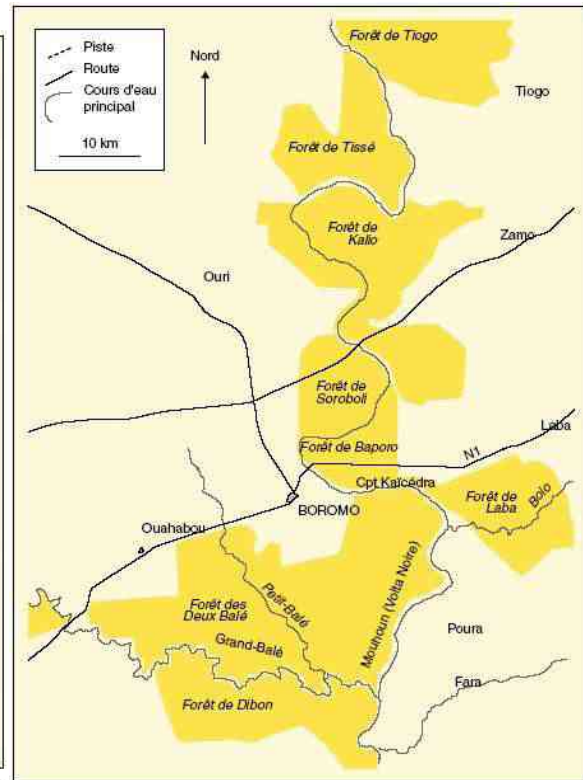 Piste
Route
Cours d'eau
principal
10 km
Nord
Forêt de Tiogo
Tiogo
Forêt de Tissé
Forêt de
Kalio
Zamo
Ouri
Forêt de
Soroboli
Forêt de Baporo
N1
Laba
Cpt Kaïcédra
BOROMO
Forêt de
Laba
Bolo
Ouahabou
Petit-Balé
Mouhoun (Volta Noire)
Forêt des
Deux Balé
Grand-Balé
Poura
Fara
Forêt de Dibon